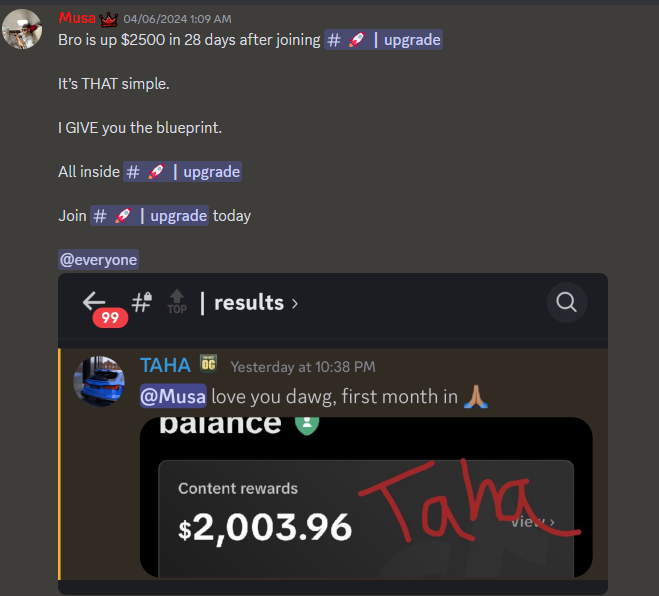 Musa 04/06/2024 1:09 AM
Bro is up $2500 in 28 days after joining # 🚀 | upgrade
It's THAT simple.
I GIVE you the blueprint.
All inside # 🚀 | upgrade
Join # 🚀 | upgrade today
@everyone
99 # TOP | results ›
TAHA OG Yesterday at 10:38 PM
@Musa love you dawg, first month in 🙏🏽
balance
Content rewards
$2,003.96
View ›
Taha